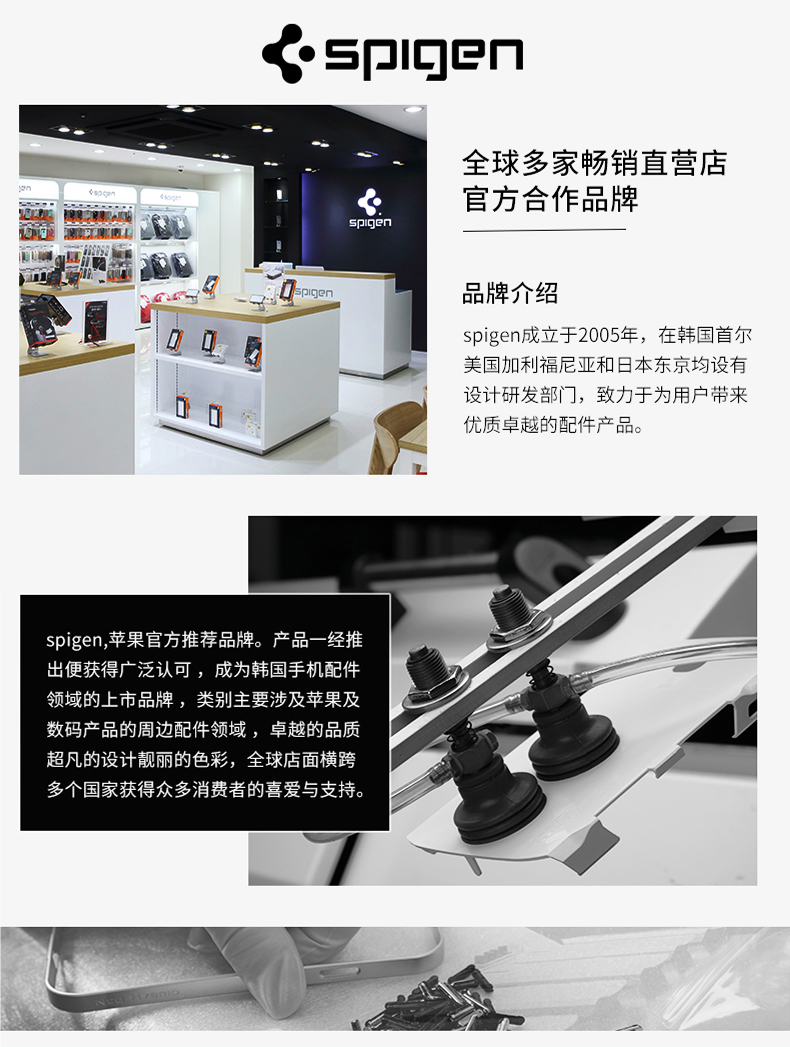 spigen
全球多家畅销直营店
官方合作品牌
igen
spigen
spigen
spigen
spigen
品牌介绍
spigen成立于2005年，在韩国首尔
美国加利福尼亚和日本东京均设有
设计研发部门，致力于为用户带来
优质卓越的配件产品。
spigen,苹果官方推荐品牌。产品一经推
出便获得广泛认可 ，成为韩国手机配件
领域的上市品牌 ，类别主要涉及苹果及
数码产品的周边配件领域 ，卓越的品质
超凡的设计靓丽的色彩，全球店面横跨
多个国家获得众多消费者的喜爱与支持。